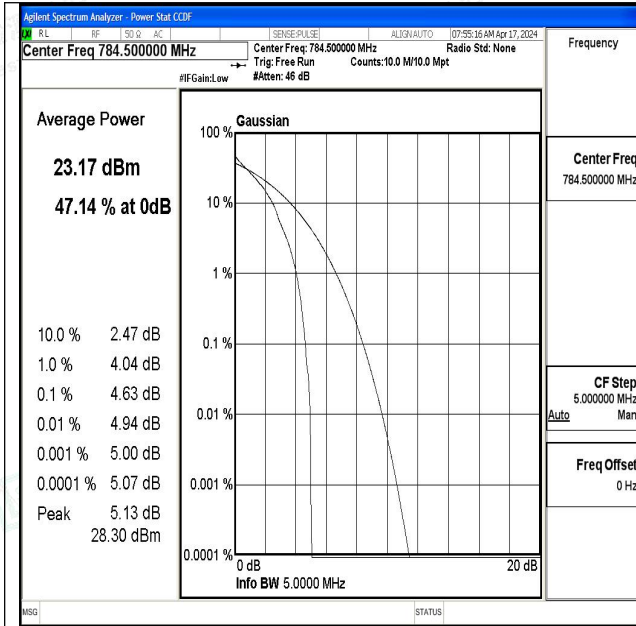 Agilent Spectrum Analyzer - Power Stat CCDF
RL RF 50 Ω AC SENSE:PULSE ALIGN AUTO 07:55:16 AM Apr 17, 2024
Center Freq 784.500000 MHz
Center Freq: 784.500000 MHz Radio Std: None
Trig: Free Run Counts:10.0 M/10.0 Mpt
#IFGain:Low #Atten: 46 dB
Frequency
Average Power
23.17 dBm
47.14 % at 0dB
10.0 % 2.47 dB
1.0 % 4.04 dB
0.1 % 4.63 dB
0.01 % 4.94 dB
0.001 % 5.00 dB
0.0001 % 5.07 dB
Peak 5.13 dB
28.30 dBm
Gaussian
100 %
10 %
1 %
0.1 %
0.01 %
0.001 %
0.0001 %
0 dB 20 dB
Info BW 5.0000 MHz
Center Freq
784.500000 MHz
CF Step
5.000000 MHz
Auto Man
Freq Offset
0 Hz
MSG STATUS